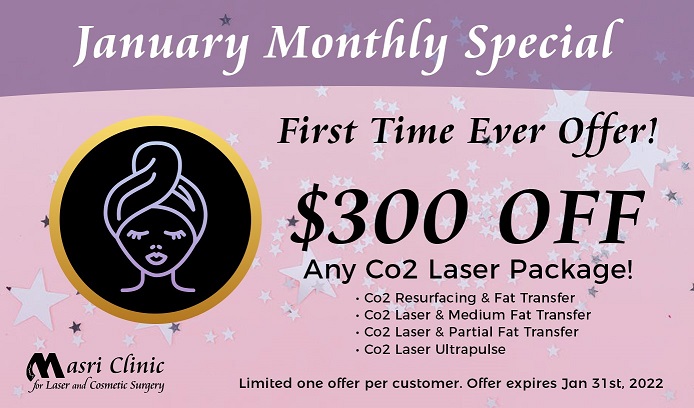 January Monthly Special
First Time Ever Offer!
$300 OFF
Any Co2 Laser Package!
• Co2 Resurfacing & Fat Transfer
• Co2 Laser & Medium Fat Transfer
• Co2 Laser & Partial Fat Transfer
• Co2 Laser Ultrapulse
Masri Clinic
for Laser and Cosmetic Surgery
Limited one offer per customer. Offer expires Jan 31st, 2022